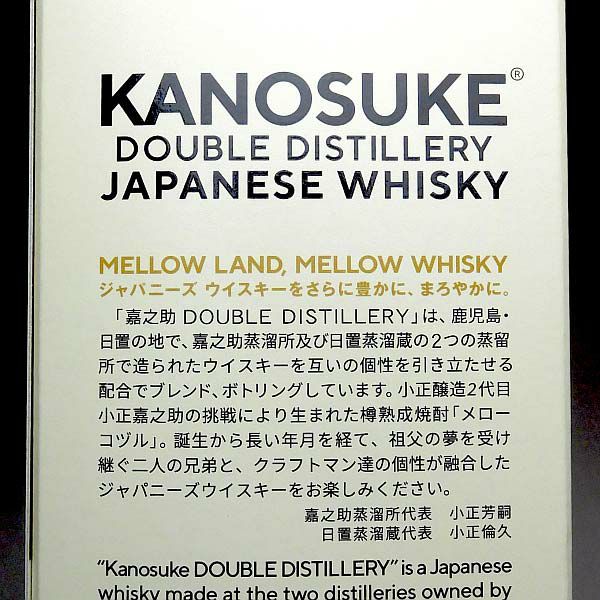 KANOSUKE®
DOUBLE DISTILLERY
JAPANESE WHISKY
MELLOW LAND, MELLOW WHISKY
ジャパニーズ ウイスキーをさらに豊かに、まろやかに。
「嘉之助 DOUBLE DISTILLERY」は、鹿児島・
日置の地で、嘉之助蒸溜所及び日置蒸溜蔵の2つの蒸留
所で造られたウイスキーを互いの個性を引き立たせる
配合でブレンド、ボトリングしています。小正醸造2代目
小正嘉之助の挑戦により生まれた樽熟成焼酎「メロー
コヅル」。誕生から長い年月を経て、祖父の夢を受け
継ぐ二人の兄弟と、クラフトマン達の個性が融合した
ジャパニーズウイスキーをお楽しみください。
嘉之助蒸溜所代表 小正芳嗣
日置蒸溜蔵代表 小正倫久
“Kanosuke DOUBLE DISTILLERY” is a Japanese
whisky made at the two distilleries owned by